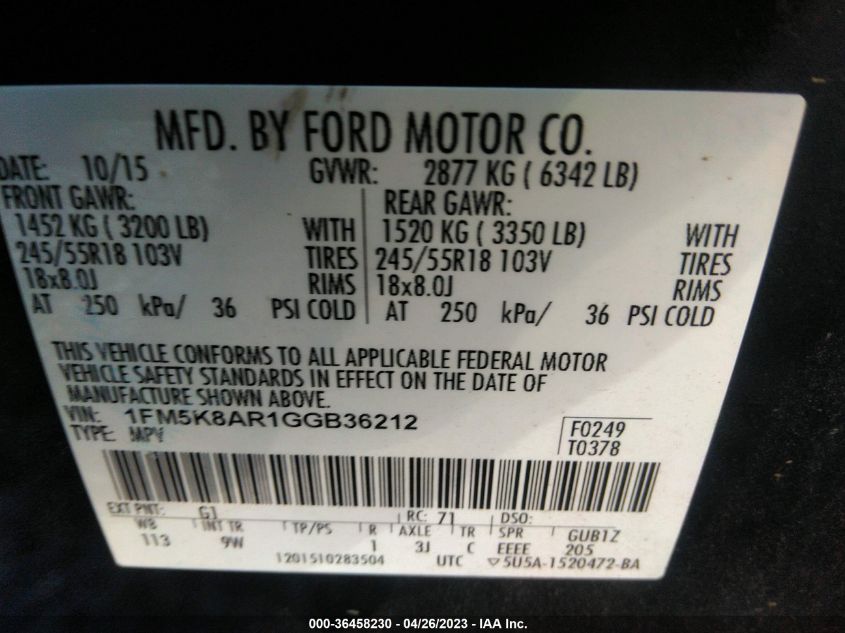 MFD. BY FORD MOTOR CO.
DATE: 10/15 GVWR: 2877 KG ( 6342 LB)
FRONT GAWR: REAR GAWR:
1452 KG ( 3200 LB) WITH 1520 KG ( 3350 LB) WITH
245/55R18 103V TIRES 245/55R18 103V TIRES
18x8.0J RIMS 18x8.0J RIMS
AT 250 kPa/ 36 PSI COLD AT 250 kPa/ 36 PSI COLD
THIS VEHICLE CONFORMS TO ALL APPLICABLE FEDERAL MOTOR
VEHICLE SAFETY STANDARDS IN EFFECT ON THE DATE OF
MANUFACTURE SHOWN ABOVE.
VIN: 1FM5K8AR1GGB36212 F0249
TYPE: MPV T0378
EXT PNT: G1 RC: 71 DSO:
WB INT TR TP/PS R AXLE TR SPR GUB1Z
113 9W 1 3J C EEEE 205
1201510283504 UTC ▽5U5A-1520472-BA
000-36458230 - 04/26/2023 - IAA Inc.